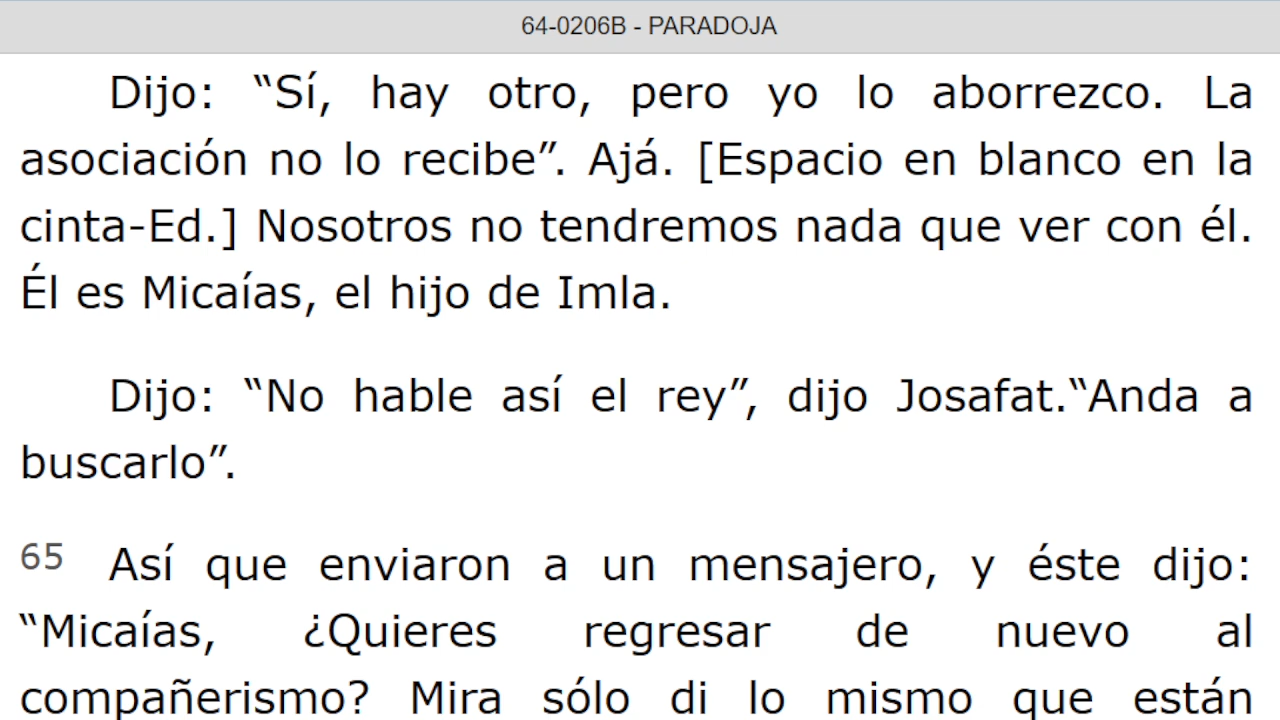 64-0206B - PARADOJA
Dijo: “Sí, hay otro, pero yo lo aborrezco. La
asociación no lo recibe”. Ajá. [Espacio en blanco en la
cinta-Ed.] Nosotros no tendremos nada que ver con él.
Él es Micaías, el hijo de Imla.
Dijo: “No hable así el rey”, dijo Josafat.“Anda a
buscarlo”.
65 Así que enviaron a un mensajero, y éste dijo:
“Micaías, ¿Quieres regresar de nuevo al
compañerismo? Mira sólo di lo mismo que están